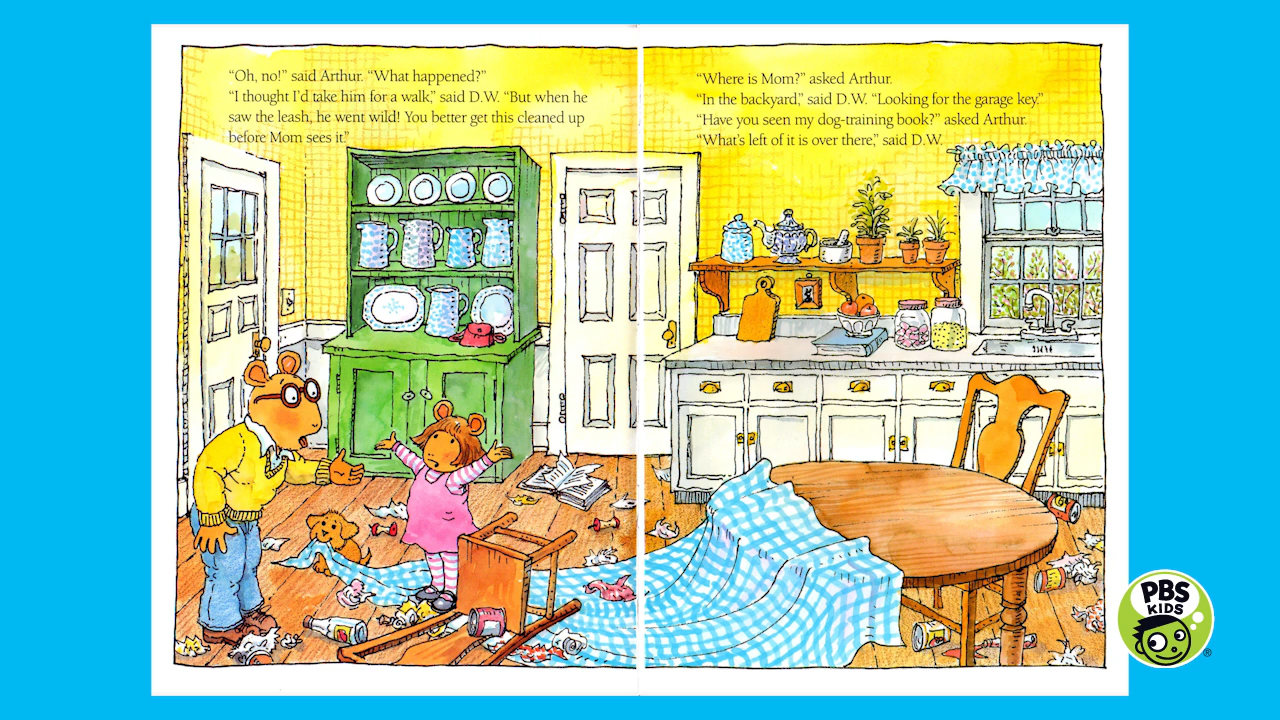 “Oh, no!” said Arthur. “What happened?”
“I thought I’d take him for a walk,” said D.W. “But when he
saw the leash, he went wild! You better get this cleaned up
before Mom sees it.”
“Where is Mom?” asked Arthur.
“In the backyard,” said D.W. “Looking for the garage key.”
“Have you seen my dog-training book?” asked Arthur.
“What’s left of it is over there,” said D.W.
PBS
KIDS
®